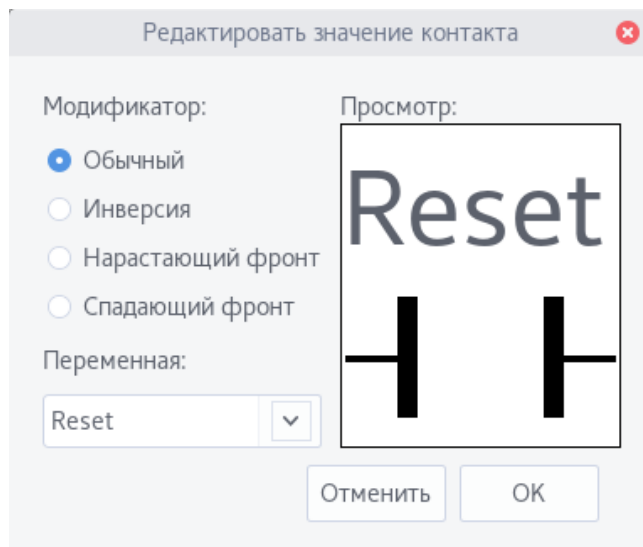 Редактировать значение контакта
Модификатор:
Обычный
Инверсия
Нарастающий фронт
Спадающий фронт
Переменная:
Reset
Просмотр:
Reset
Отменить
OK